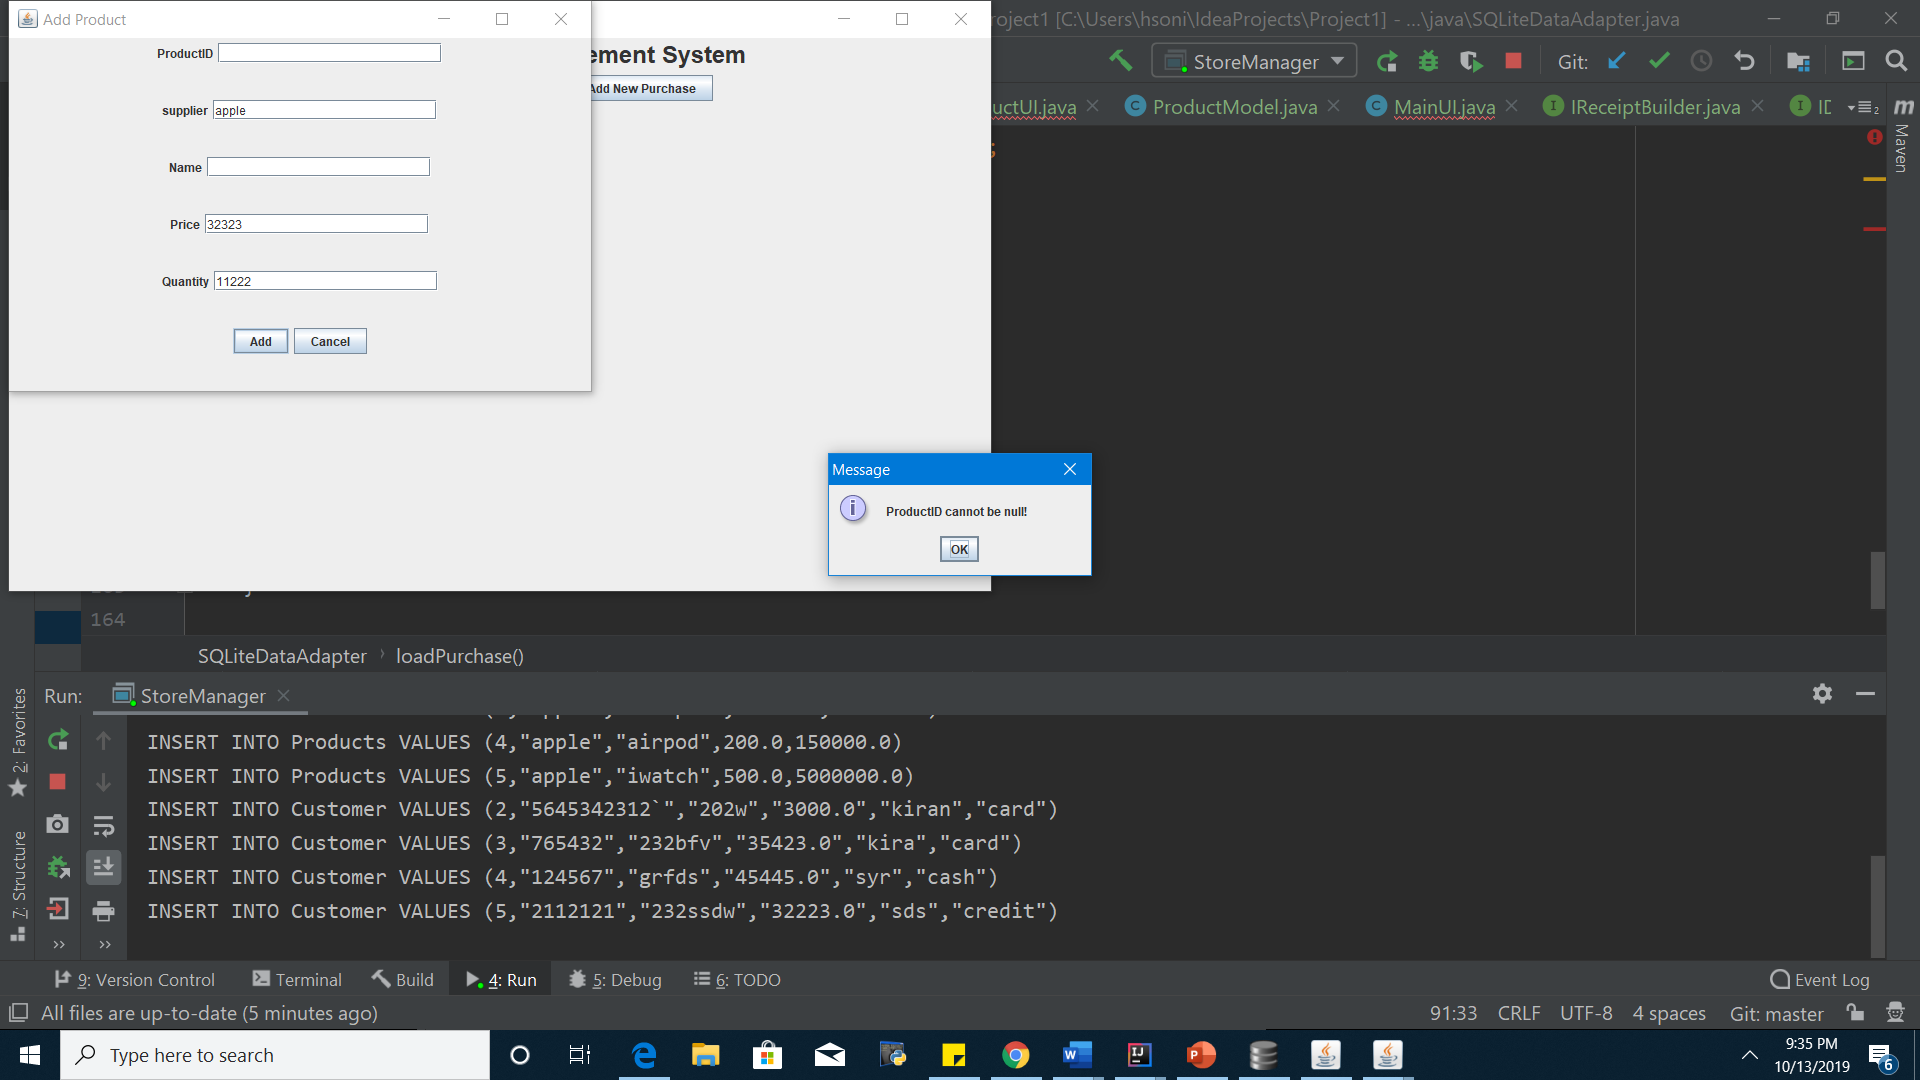 Add Product
ProductID
supplier apple
Name
Price 32323
Quantity 11222
Add Cancel
ement System
Add New Purchase
Message
ProductID cannot be null!
OK
roject1 [C:\Users\hsoni\IdeaProjects\Project1] - ...\java\SQLiteDataAdapter.java
StoreManager Git:
uctUI.java ProductModel.java MainUI.java IReceiptBuilder.java
Maven
;
164
SQLiteDataAdapter › loadPurchase()
Run: StoreManager
INSERT INTO Products VALUES (4,"apple","airpod",200.0,150000.0)
INSERT INTO Products VALUES (5,"apple","iwatch",500.0,5000000.0)
INSERT INTO Customer VALUES (2,"5645342312`","202w","3000.0","kiran","card")
INSERT INTO Customer VALUES (3,"765432","232bfv","35423.0","kira","card")
INSERT INTO Customer VALUES (4,"124567","grfds","45445.0","syr","cash")
INSERT INTO Customer VALUES (5,"2112121","232ssdw","32223.0","sds","credit")
2: Favorites
7: Structure
9: Version Control Terminal Build 4: Run 5: Debug 6: TODO Event Log
All files are up-to-date (5 minutes ago) 91:33 CRLF UTF-8 4 spaces Git: master
Type here to search
9:35 PM
10/13/2019
6